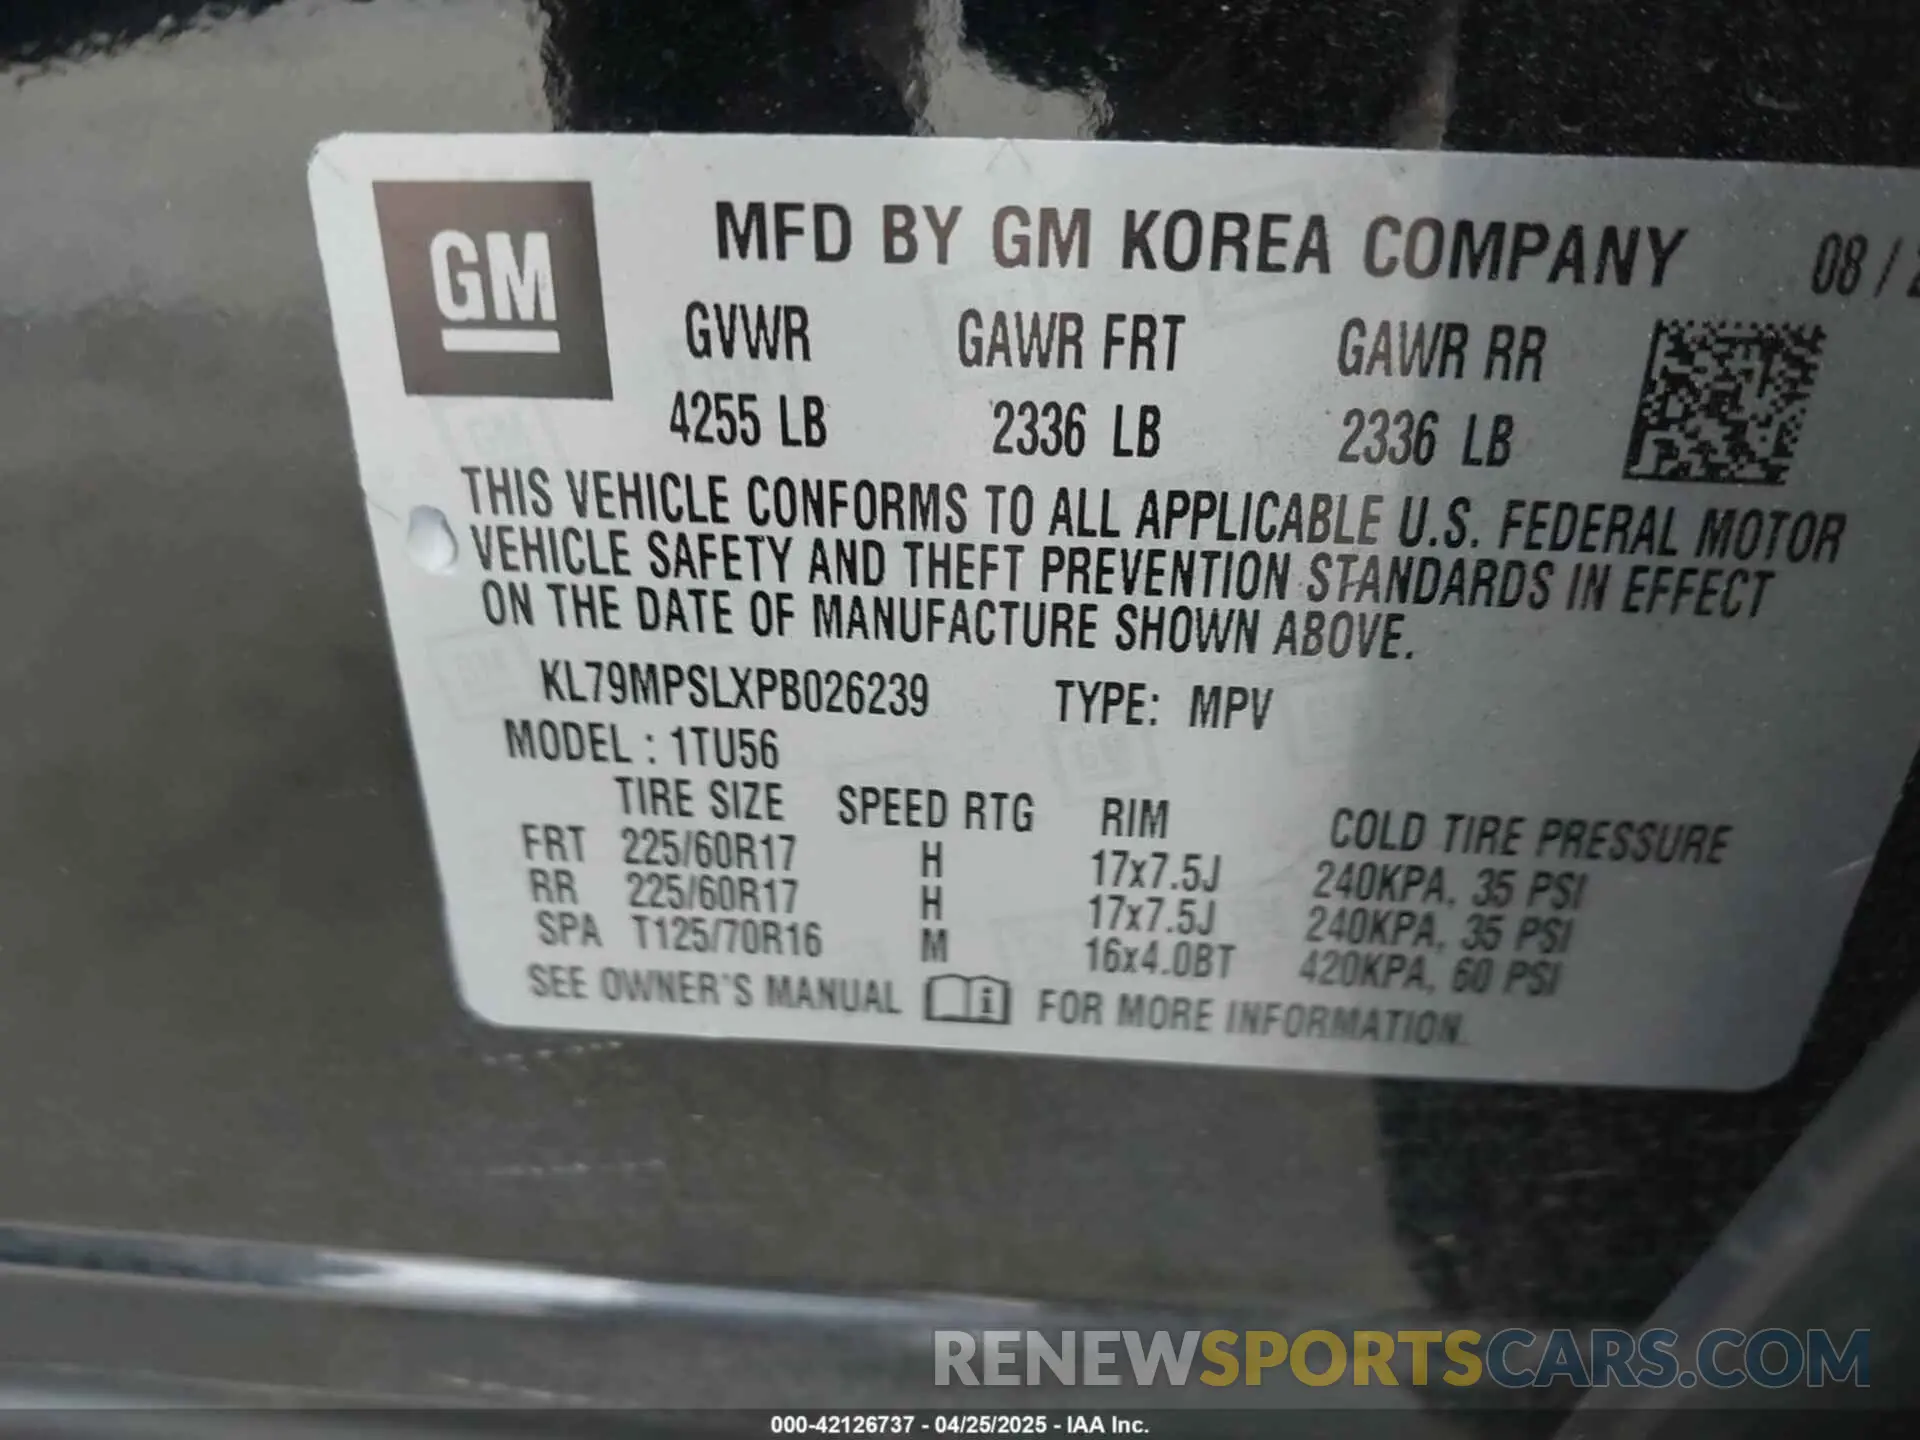 GM
MFD BY GM KOREA COMPANY 08 /
GVWR GAWR FRT GAWR RR
4255 LB 2336 LB 2336 LB
THIS VEHICLE CONFORMS TO ALL APPLICABLE U.S. FEDERAL MOTOR
VEHICLE SAFETY AND THEFT PREVENTION STANDARDS IN EFFECT
ON THE DATE OF MANUFACTURE SHOWN ABOVE.
KL79MPSLXPB026239 TYPE: MPV
MODEL : 1TU56
TIRE SIZE SPEED RTG RIM COLD TIRE PRESSURE
FRT 225/60R17 H 17x7.5J 240KPA, 35 PSI
RR 225/60R17 H 17x7.5J 240KPA, 35 PSI
SPA T125/70R16 M 16x4.0BT 420KPA, 60 PSI
SEE OWNER'S MANUAL FOR MORE INFORMATION.
RENEWSPORTSCARS.COM
000-42126737 - 04/25/2025 - IAA Inc.